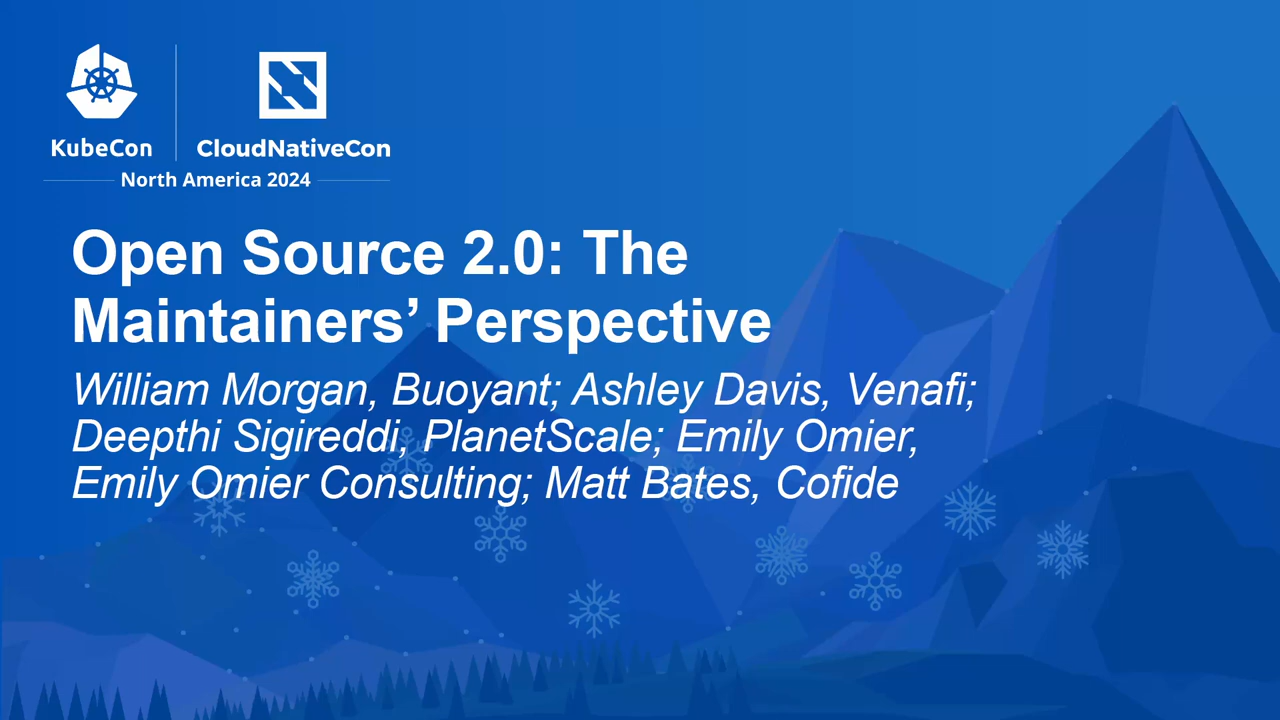 KubeCon
CloudNativeCon
North America 2024
Open Source 2.0: The
Maintainers’ Perspective
William Morgan, Buoyant; Ashley Davis, Venafi;
Deepthi Sigireddi, PlanetScale; Emily Omier,
Emily Omier Consulting; Matt Bates, Cofide